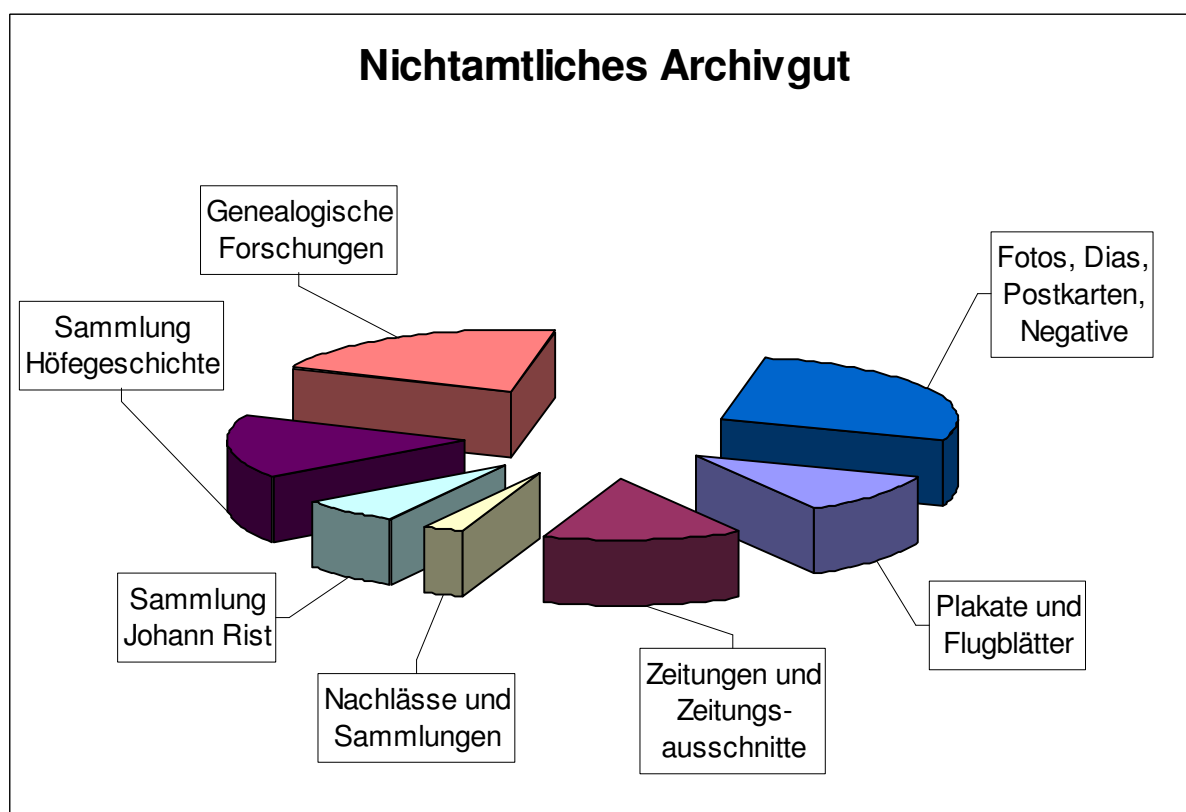 Nichtamtliches Archivgut
Genealogische
Forschungen
Fotos, Dias,
Postkarten,
Negative
Sammlung
Höfegeschichte
Sammlung
Johann Rist
Plakate und
Flugblätter
Nachlässe und
Sammlungen
Zeitungen und
Zeitungs-
ausschnitte